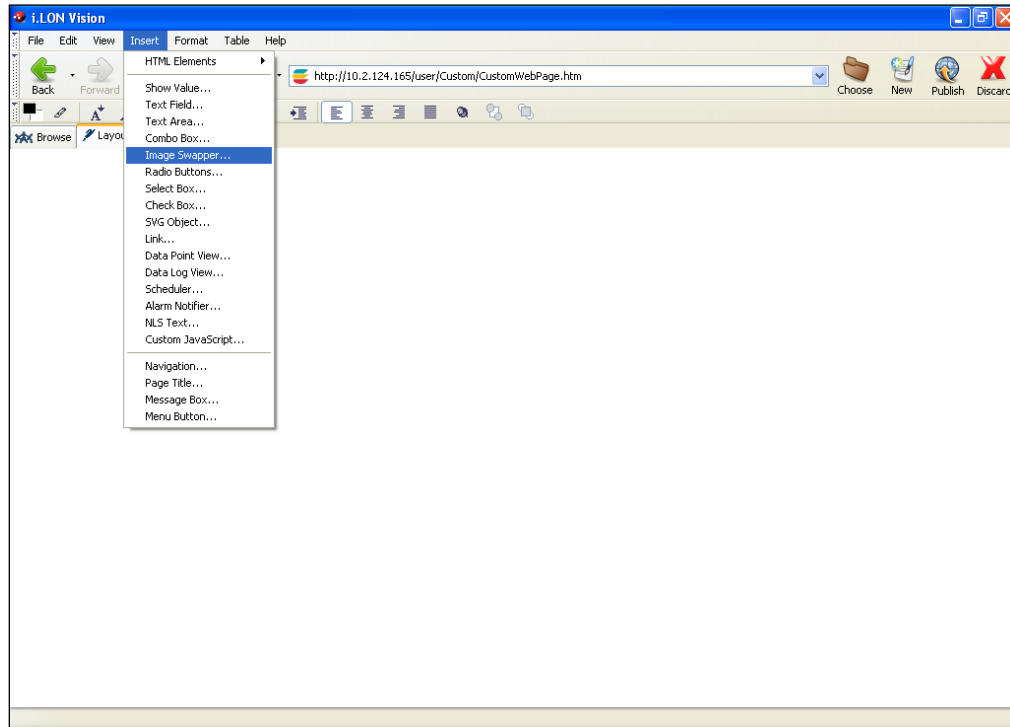 i.LON Vision
File Edit View Insert Format Table Help
Back Forward http://10.2.124.165/user/Custom/CustomWebPage.htm Choose New Publish Discard
A
Browse Layou
HTML Elements
Show Value...
Text Field...
Text Area...
Combo Box...
Image Swapper...
Radio Buttons...
Select Box...
Check Box...
SVG Object...
Link...
Data Point View...
Data Log View...
Scheduler...
Alarm Notifier...
NLS Text...
Custom JavaScript...
Navigation...
Page Title...
Message Box...
Menu Button...